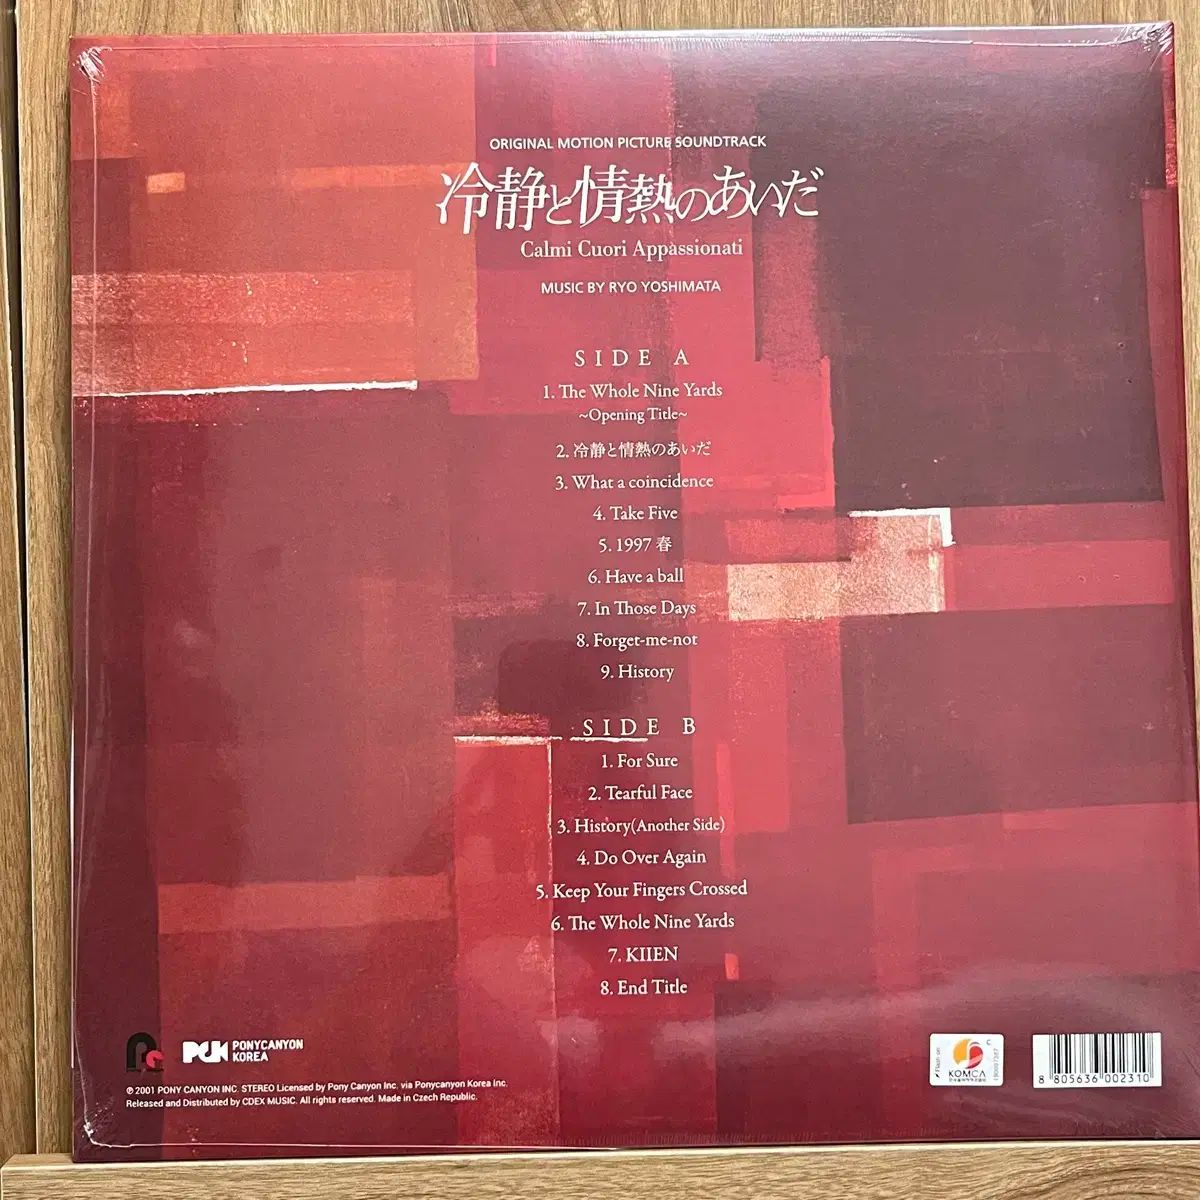 ORIGINAL MOTION PICTURE SOUNDTRACK
冷静と情熱のあいだ
Calmi Cuori Appassionati
MUSIC BY RYO YOSHIMATA
SIDE A
1. The Whole Nine Yards
~Opening Title~
2. 冷静と情熱のあいだ
3. What a coincidence
4. Take Five
5. 1997 春
6. Have a ball
7. In Those Days
8. Forget-me-not
9. History
SIDE B
1. For Sure
2. Tearful Face
3. History(Another Side)
4. Do Over Again
5. Keep Your Fingers Crossed
6. The Whole Nine Yards
7. KIIEN
8. End Title
PCK PONYCANYON
KOREA
℗ 2001 PONY CANYON INC. STEREO Licensed by Pony Canyon Inc. via Ponycanyon Korea Inc.
Released and Distributed by CDEX MUSIC. All rights reserved. Made in Czech Republic.
KOMCA
8 805636 002310